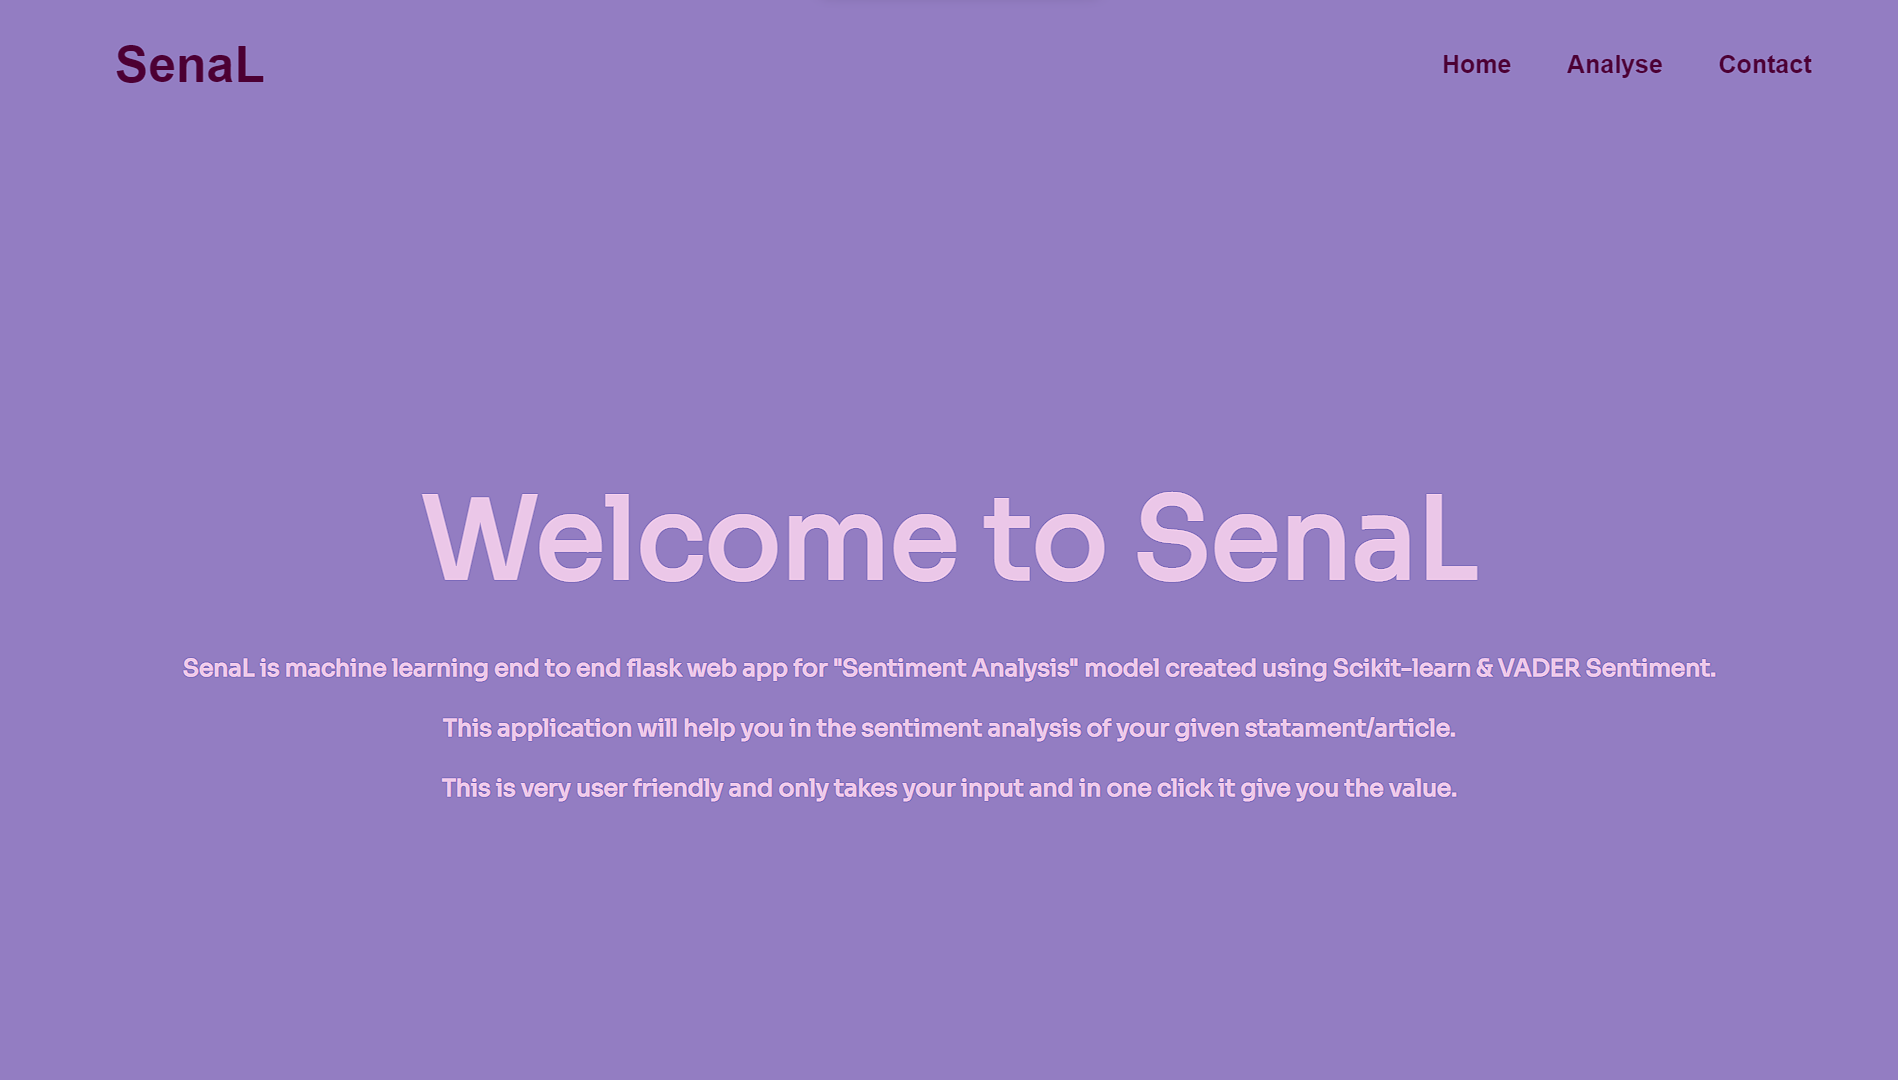 SenaL
Home Analyse Contact
Welcome to SenaL
SenaL is machine learning end to end flask web app for "Sentiment Analysis" model created using Scikit-learn & VADER Sentiment.
This application will help you in the sentiment analysis of your given statament/article.
This is very user friendly and only takes your input and in one click it give you the value.